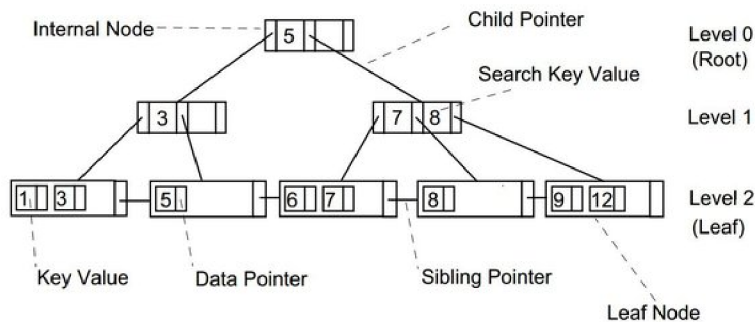 Internal Node
5
Child Pointer
Level 0
(Root)
Search Key Value
3
7 8
Level 1
1 3
5
6 7
8
9 12
Level 2
(Leaf)
Key Value
Data Pointer
Sibling Pointer
Leaf Node